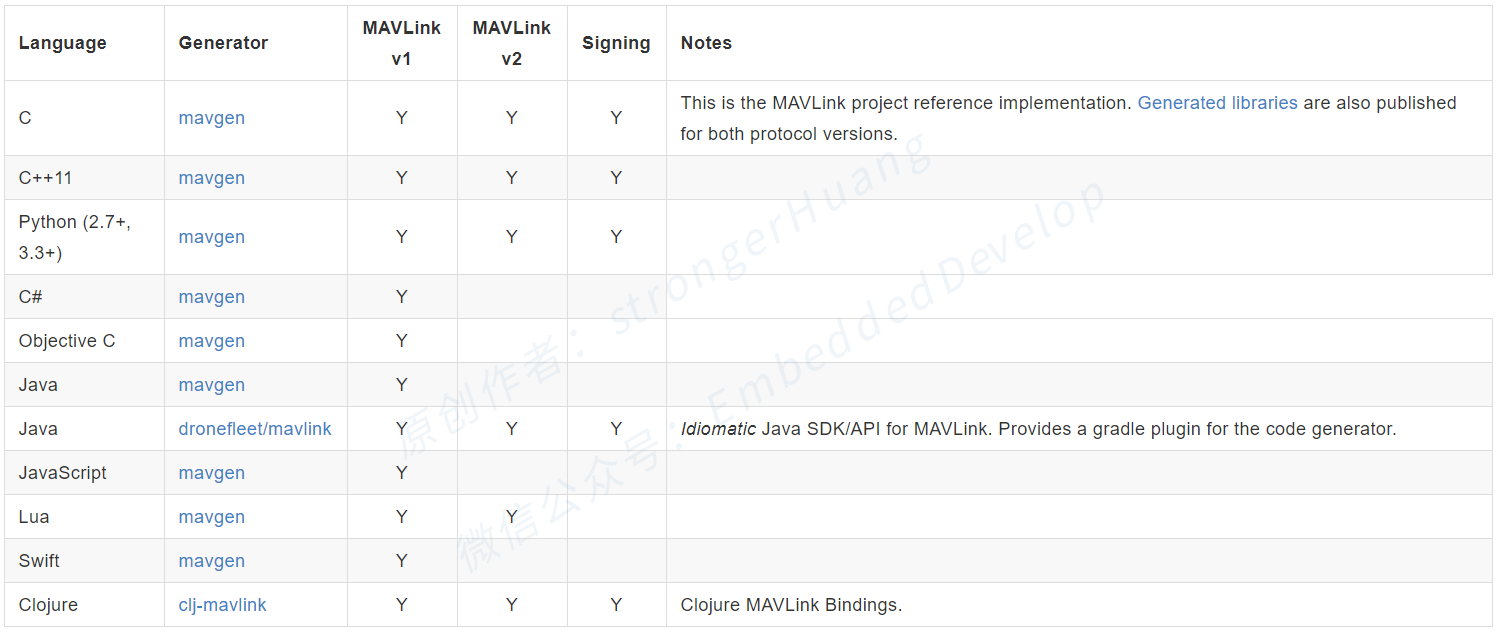 Language Generator MAVLink v1 MAVLink v2 Signing Notes
C mavgen Y Y Y This is the MAVLink project reference implementation. Generated libraries are also published
for both protocol versions.
C++11 mavgen Y Y Y
Python (2.7+, 3.3+) mavgen Y Y Y
C# mavgen Y
Objective C mavgen Y
Java mavgen Y
Java dronefleet/mavlink Y Y Y Idiomatic Java SDK/API for MAVLink. Provides a gradle plugin for the code generator.
JavaScript mavgen Y
Lua mavgen Y Y
Swift mavgen Y
Clojure clj-mavlink Y Y Y Clojure MAVLink Bindings.
原创作者：strongerHuang
微信公众号：EmbeddedDevelop